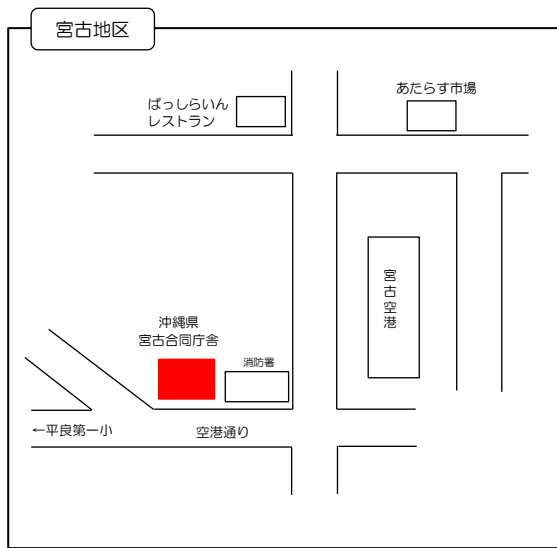 宮古地区
ぱっしらいん
レストラン
あたらす市場
宮古空港
沖縄県
宮古合同庁舎
消防署
←平良第一小
空港通り